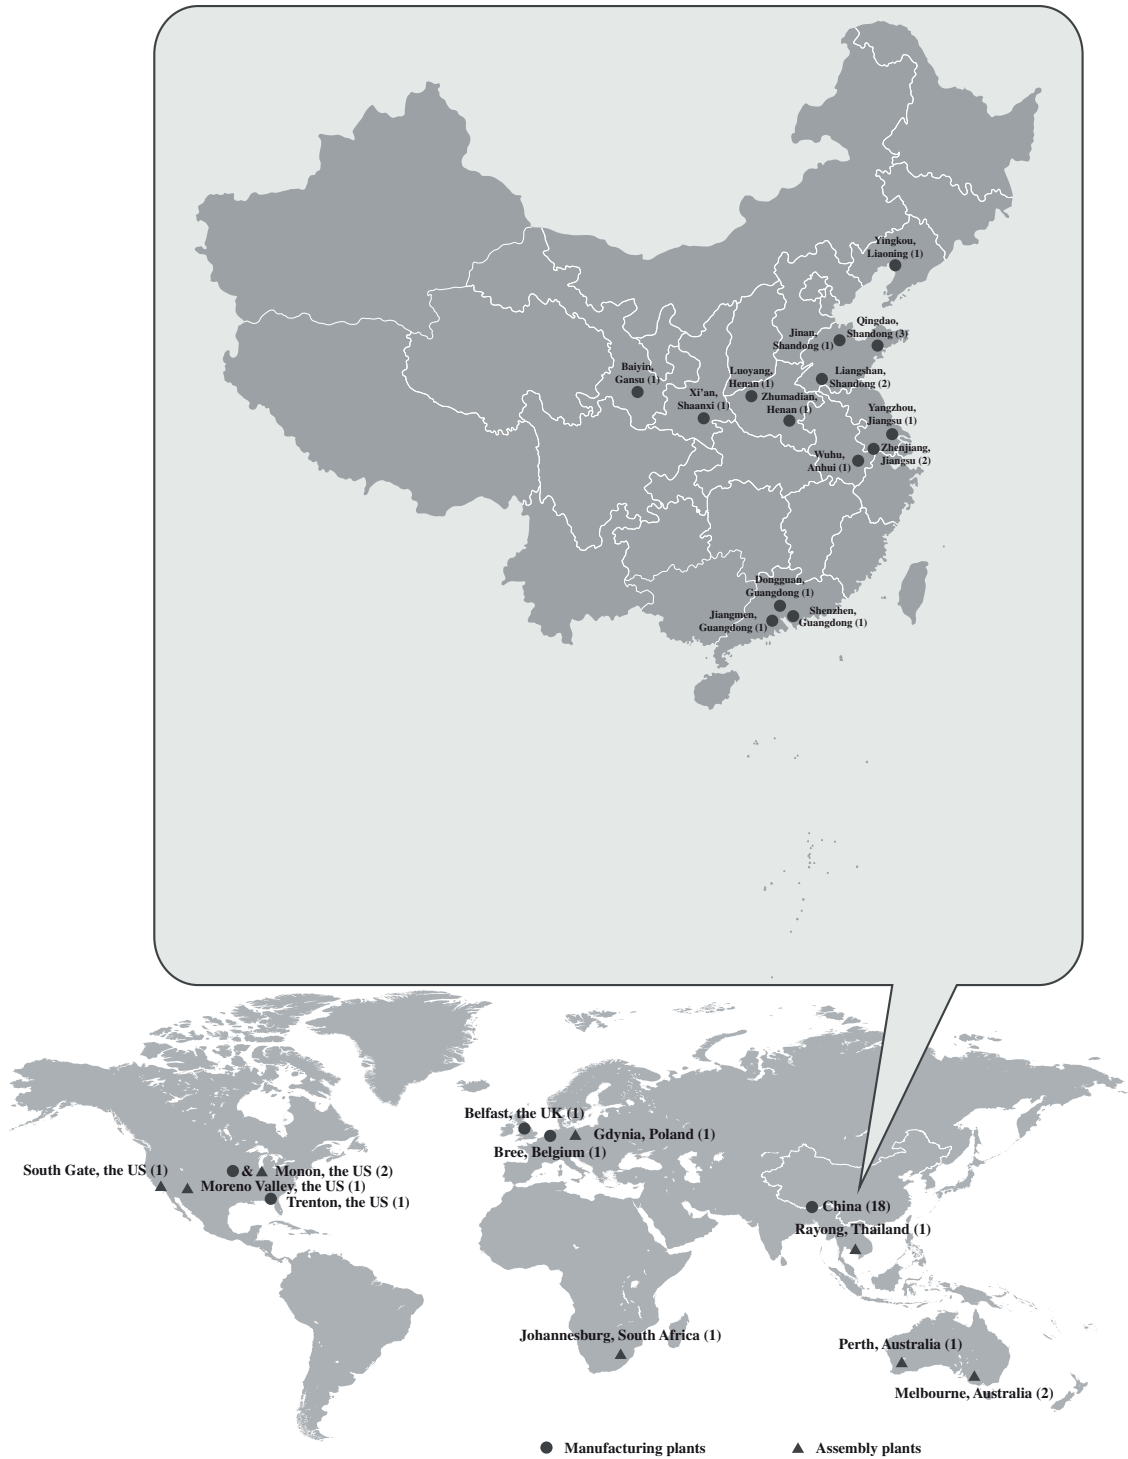 Yingkou,
Liaoning (1)
Qingdao,
Shandong (3)
Jinan,
Shandong (1)
Liangshan,
Shandong (2)
Baiyin,
Gansu (1)
Luoyang,
Henan (1)
Xi'an,
Shaanxi (1)
Zhumadian,
Henan (1)
Yangzhou,
Jiangsu (1)
Zhenjiang,
Jiangsu (2)
Wuhu,
Anhui (1)
Dongguan,
Guangdong (1)
Jiangmen,
Guangdong (1)
Shenzhen,
Guangdong (1)
Belfast, the UK (1)
Gdynia, Poland (1)
Bree, Belgium (1)
South Gate, the US (1)
& Monon, the US (2)
Moreno Valley, the US (1)
Trenton, the US (1)
China (18)
Rayong, Thailand (1)
Johannesburg, South Africa (1)
Perth, Australia (1)
Melbourne, Australia (2)
Manufacturing plants
Assembly plants